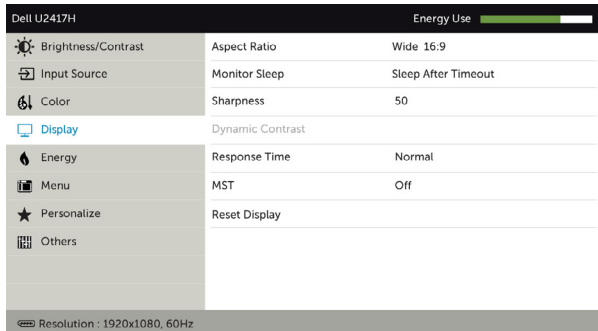 Dell U2417H Energy Use
Brightness/Contrast Aspect Ratio Wide 16:9
Input Source Monitor Sleep Sleep After Timeout
Color Sharpness 50
Display Dynamic Contrast
Energy Response Time Normal
Menu MST Off
Personalize Reset Display
Others
Resolution : 1920x1080, 60Hz